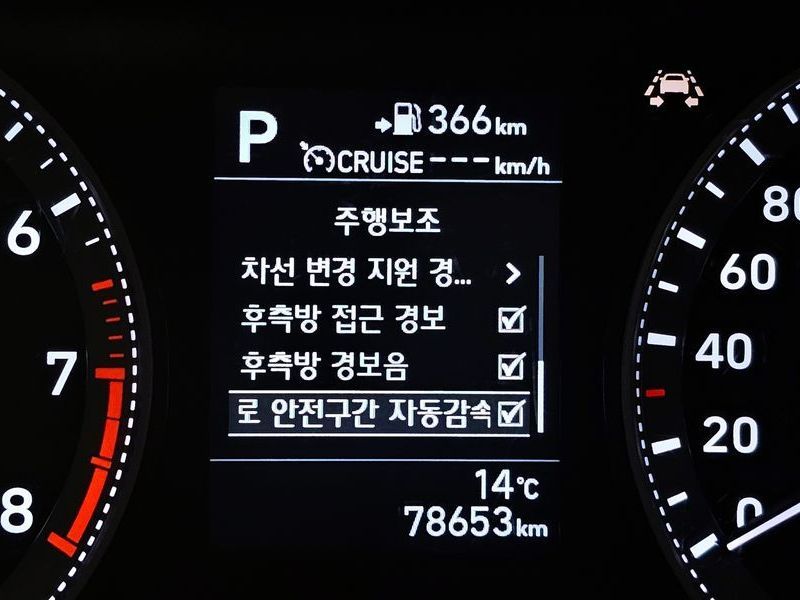 P
366km
CRUISE---km/h
주행보조
차선 변경 지원 경...
후측방 접근 경보
후측방 경보음
로 안전구간 자동감속
14℃
78653km
6
7
8
80
60
40
20
0